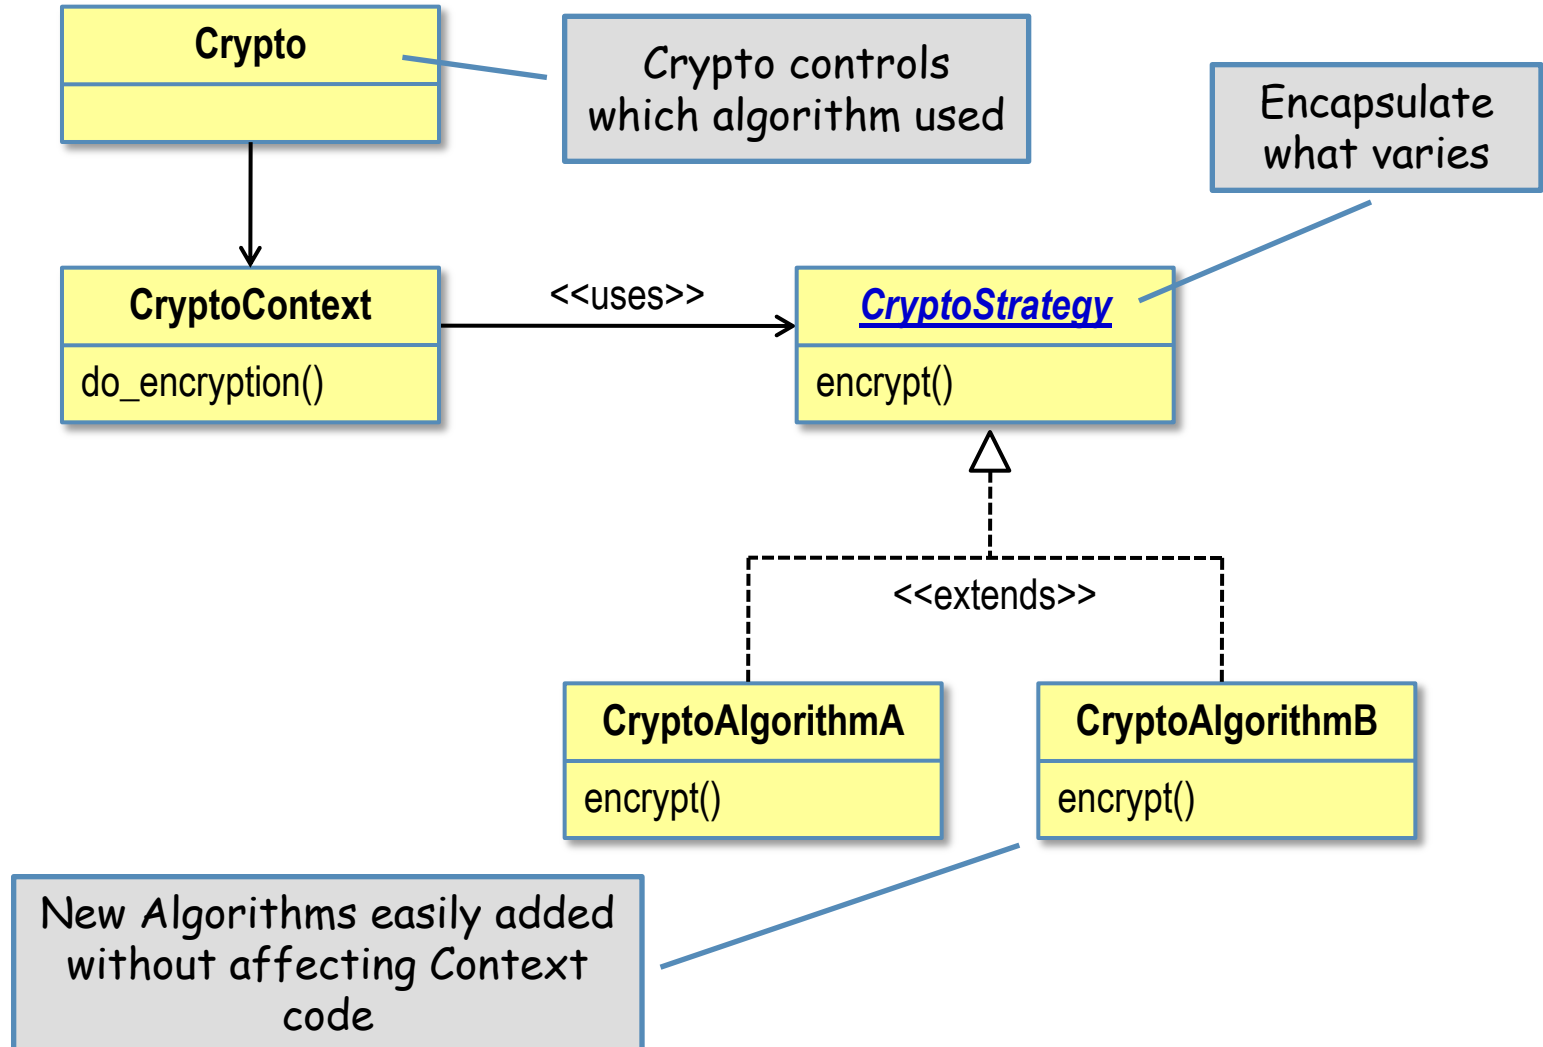 Crypto
Crypto controls
which algorithm used
Encapsulate
what varies
CryptoContext
do_encryption()
<<uses>>
CryptoStrategy
encrypt()
<<extends>>
CryptoAlgorithmA
encrypt()
CryptoAlgorithmB
encrypt()
New Algorithms easily added
without affecting Context
code